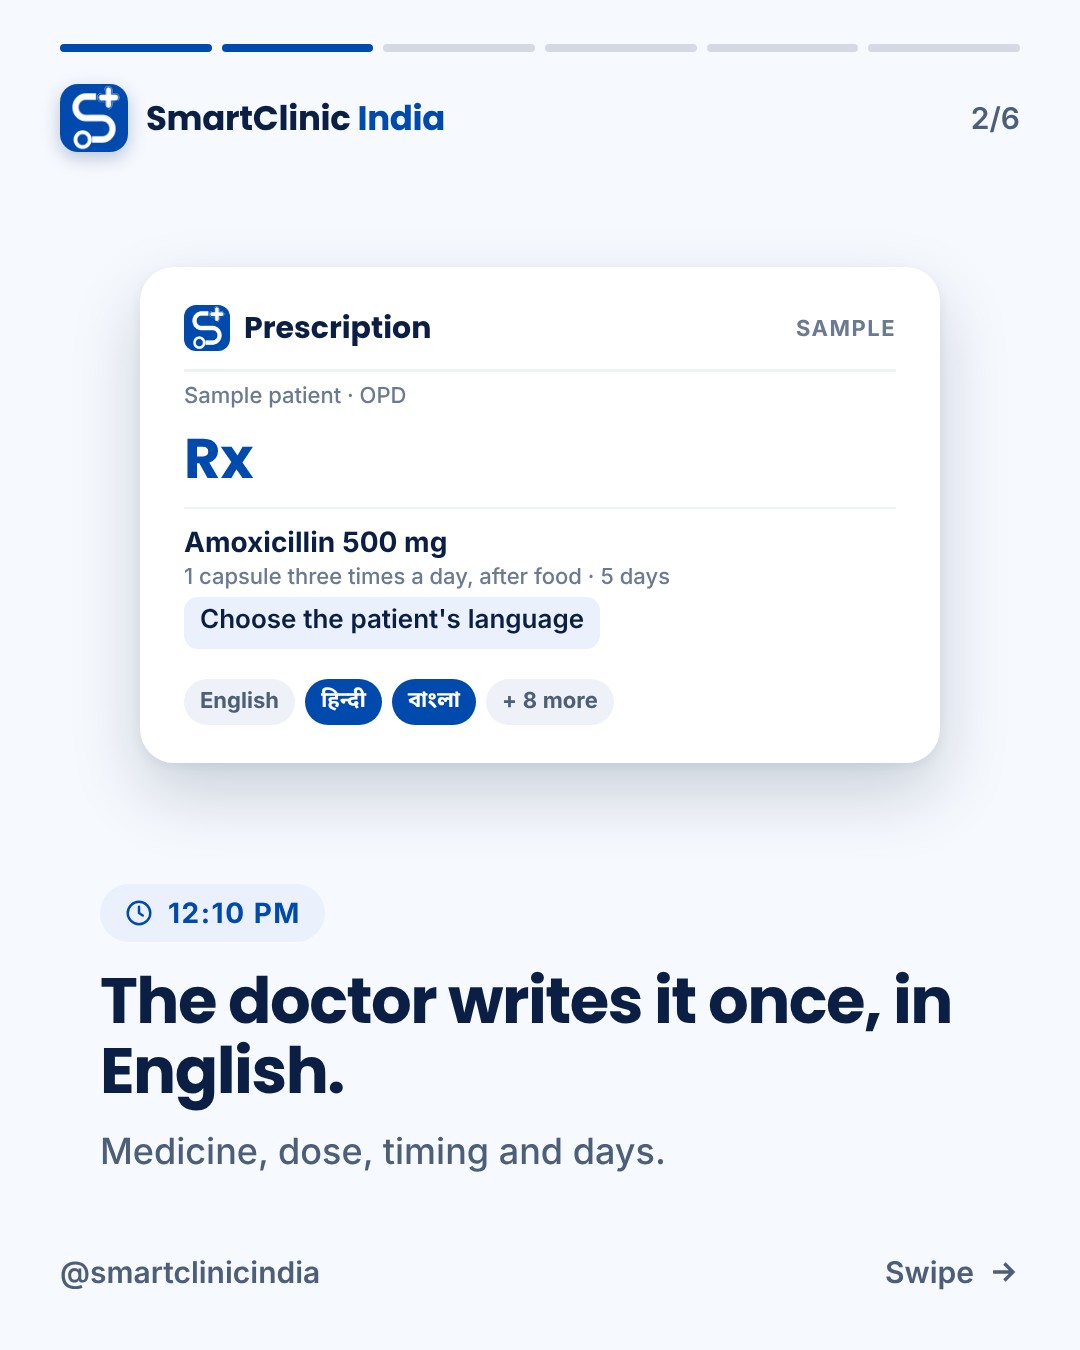 SmartClinic India
2/6
Prescription
SAMPLE
Sample patient · OPD
Rx
Amoxicillin 500 mg
1 capsule three times a day, after food · 5 days
Choose the patient's language
English हिन्दी বাংলা + 8 more
12:10 PM
The doctor writes it once, in
English.
Medicine, dose, timing and days.
@smartclinicindia
Swipe →